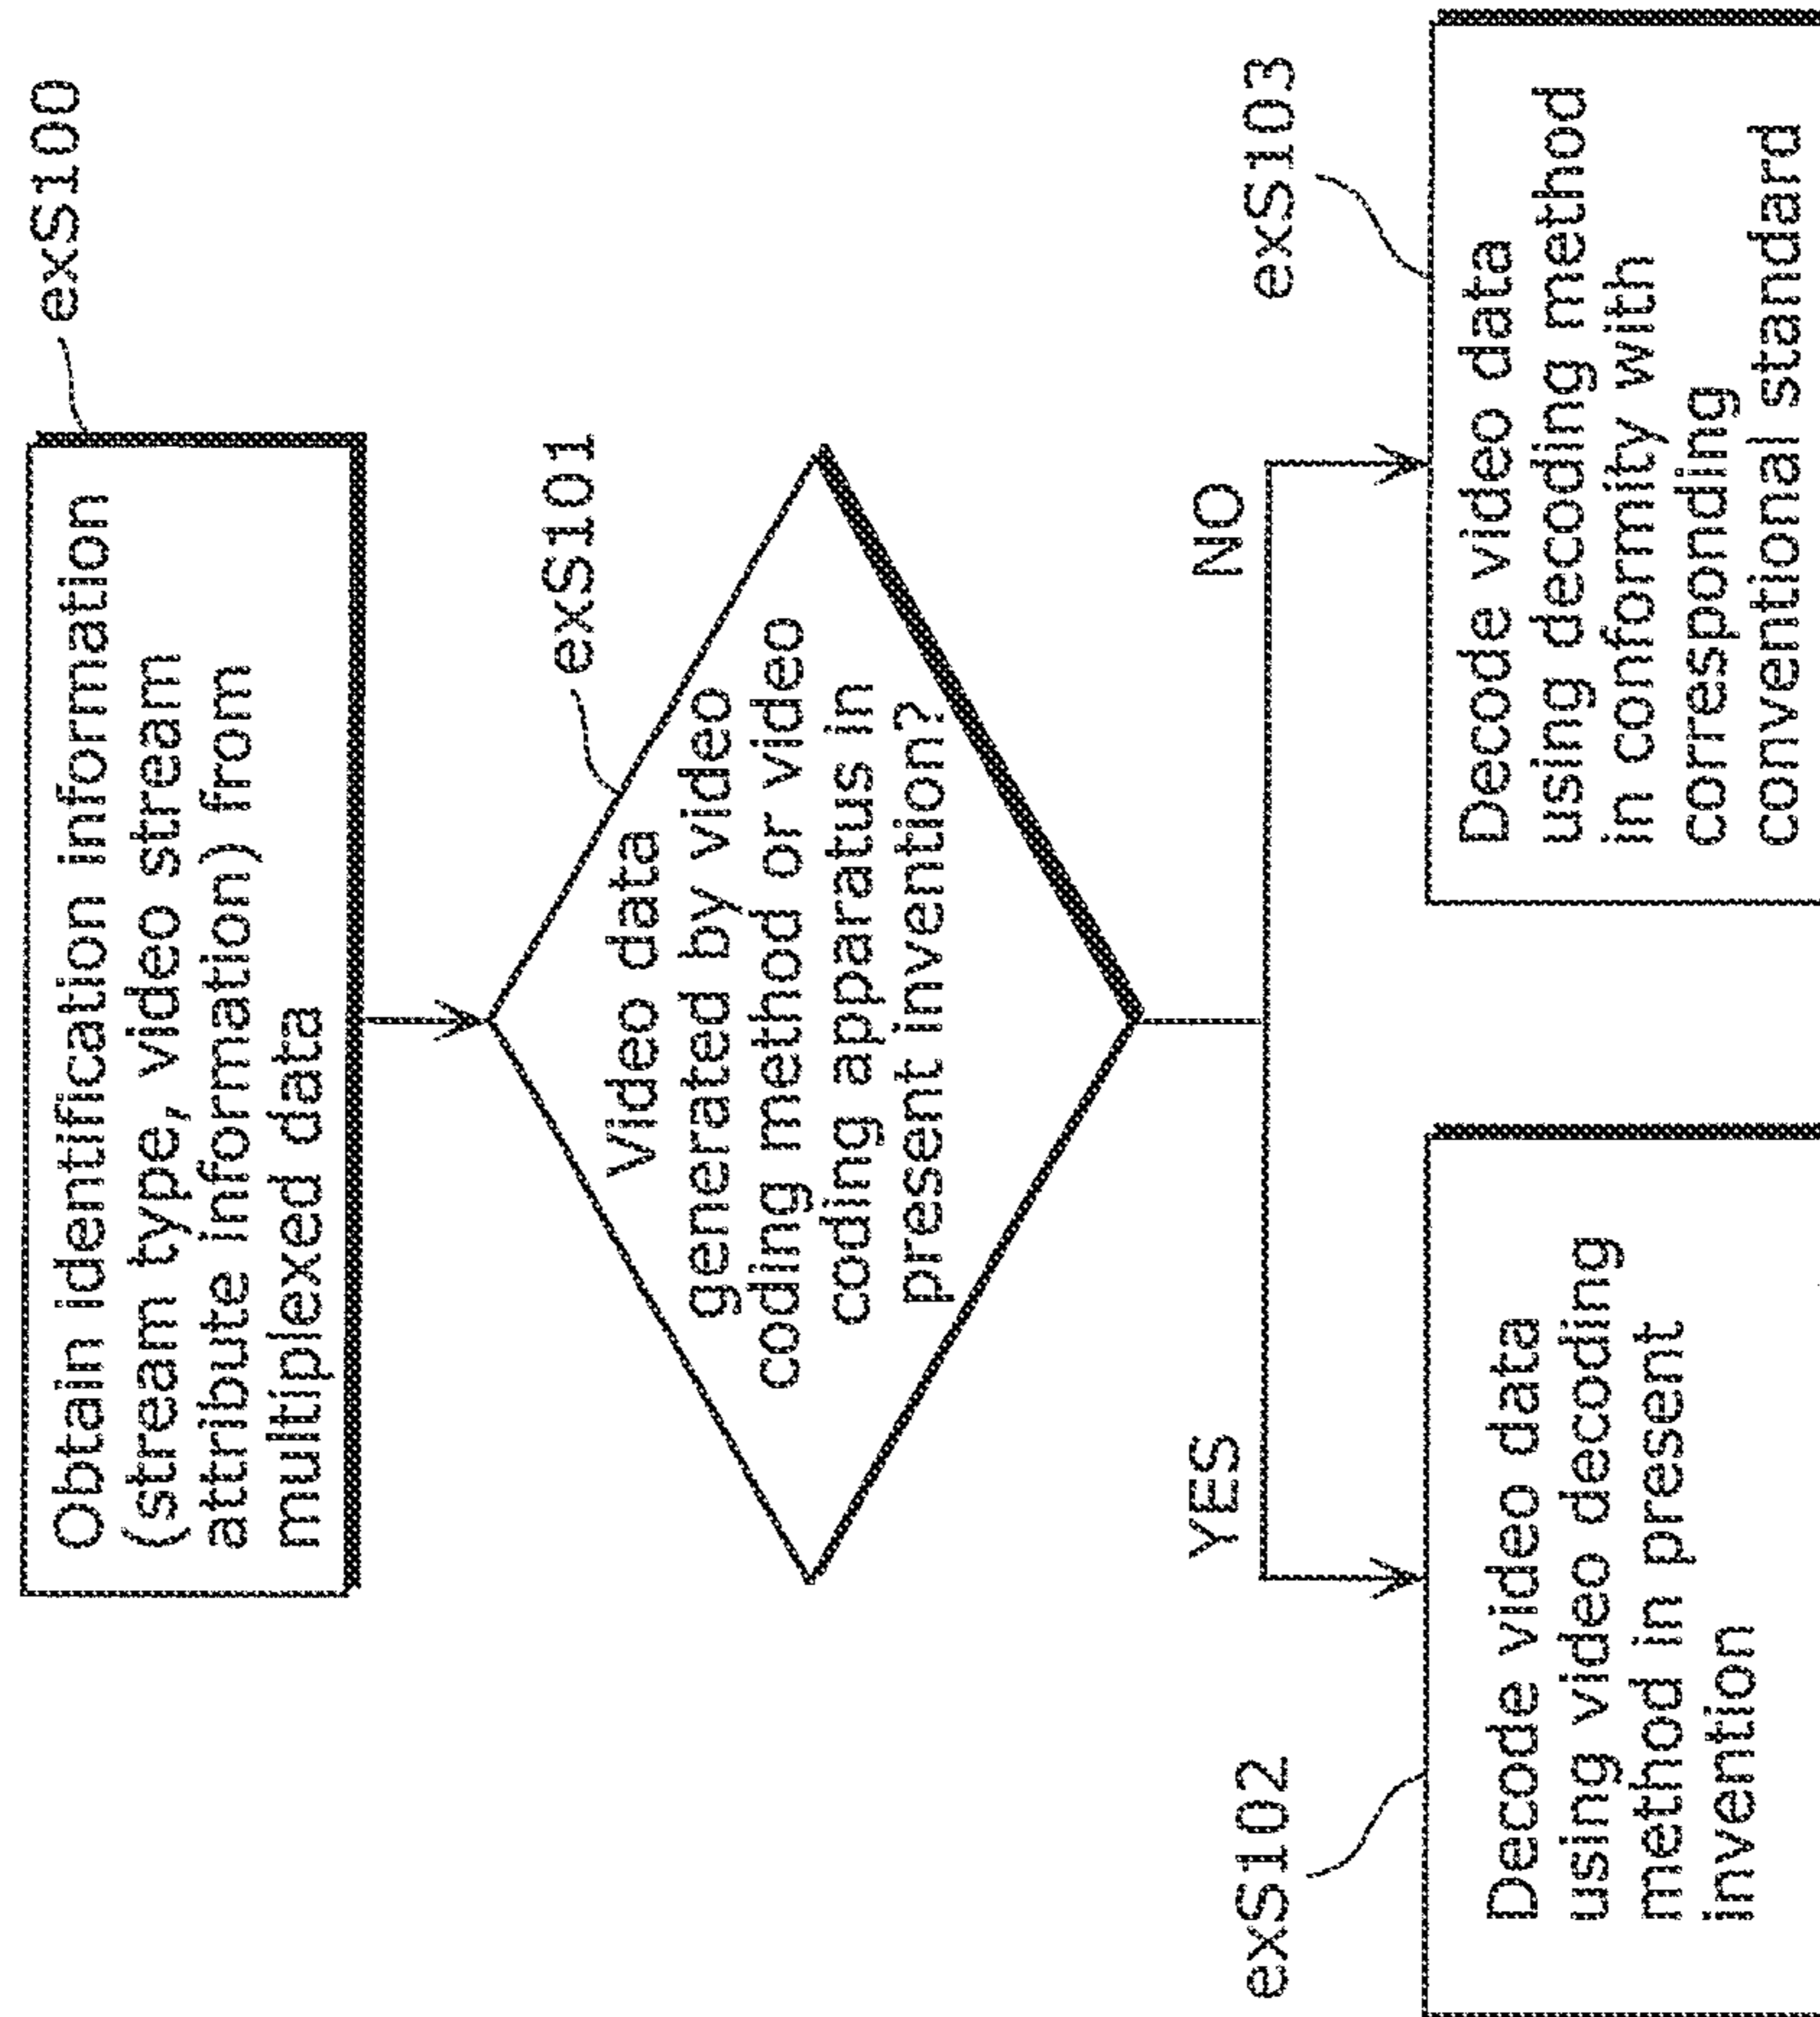 exS100
Obtain identification information
(stream type, video stream
attribute information) from
multiplexed data
exS101
Video data
generated by video
coding method or video
coding apparatus in
present invention?
YES
NO
exS102
Decode video data
using video decoding
method in present
invention
exS103
Decode video data
using decoding method
in conformity with
corresponding
conventional standard